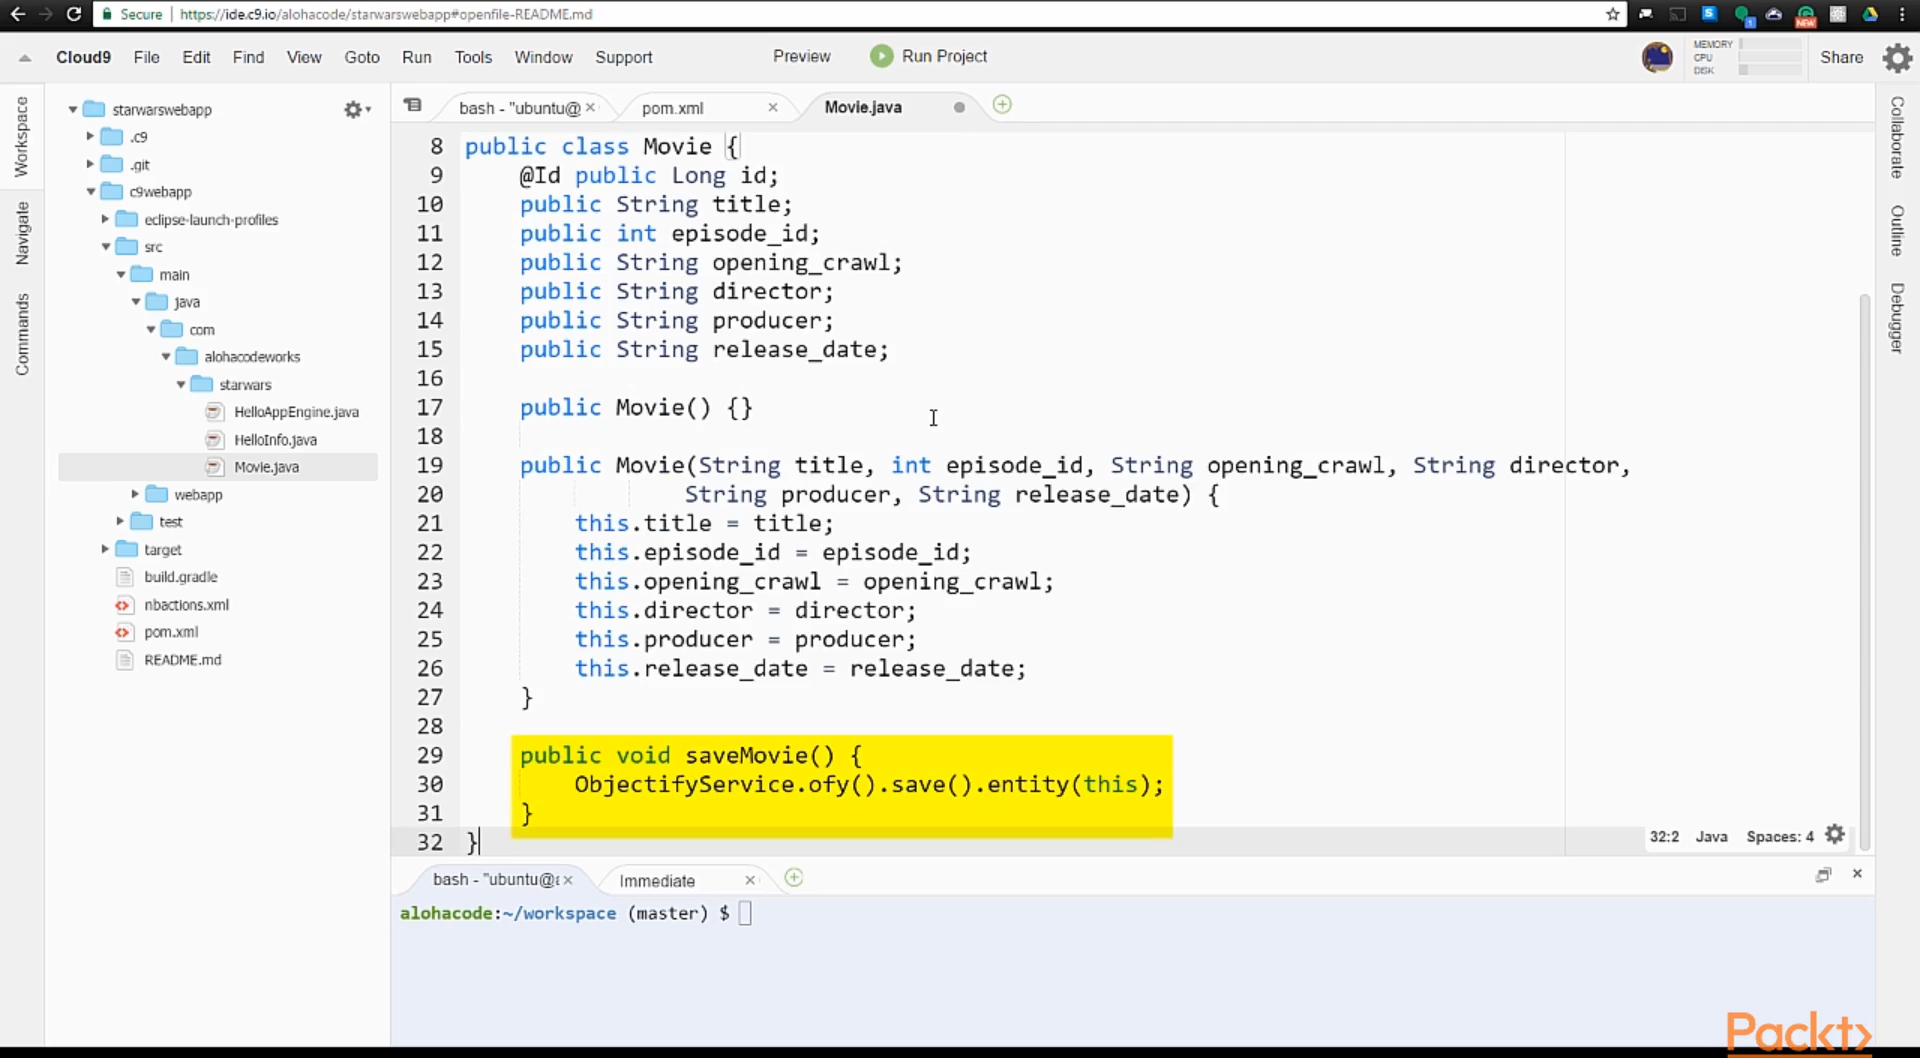 Secure https://ide.c9.io/alohacode/starwarswebapp#openfile-README.md
NEW
Cloud9 File Edit Find View Goto Run Tools Window Support Preview Run Project
MEMORY
CPU
DISK
Share
Workspace
Navigate
Commands
starwarswebapp
.c9
.git
c9webapp
eclipse-launch-profiles
src
main
java
com
alohacodeworks
starwars
HelloAppEngine.java
HelloInfo.java
Movie.java
webapp
test
target
build.gradle
nbactions.xml
pom.xml
README.md
bash - "ubuntu@ × pom.xml × Movie.java
8 public class Movie {
9 @Id public Long id;
10 public String title;
11 public int episode_id;
12 public String opening_crawl;
13 public String director;
14 public String producer;
15 public String release_date;
16
17 public Movie() {}
18
19 public Movie(String title, int episode_id, String opening_crawl, String director,
20 String producer, String release_date) {
21 this.title = title;
22 this.episode_id = episode_id;
23 this.opening_crawl = opening_crawl;
24 this.director = director;
25 this.producer = producer;
26 this.release_date = release_date;
27 }
28
29 public void saveMovie() {
30 ObjectifyService.ofy().save().entity(this);
31 }
32 }
32:2 Java Spaces: 4
Collaborate
Outline
Debugger
bash - "ubuntu@ × Immediate ×
alohacode:~/workspace (master) $
Packt>